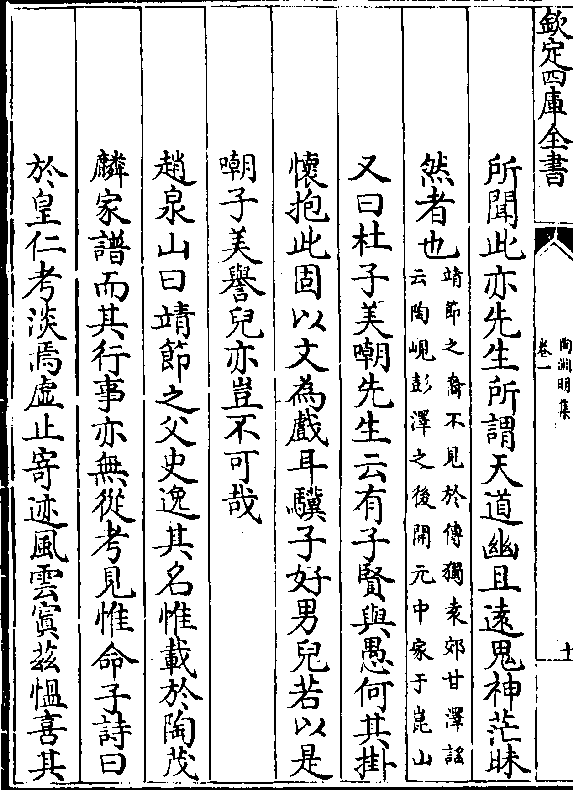 欽定四庫全書
陶淵明集
卷一
十
所聞此亦先生所謂天道幽且逺鬼神茫昧
然者也
靖節之裔不見於傳獨袁郊甘澤謡
云陶峴彭澤之後開元中家于崑山
又曰杜子美嘲先生云有子賢與愚何其掛
懷抱此固以文為戲耳驥子好男兒若以是
嘲子美譽兒亦豈不可哉
趙泉山曰靖節之父史逸其名惟載於陶茂
麟家譜而其行事亦無從考見惟命子詩曰
於皇仁考淡焉虚止寄迹風雲寘兹愠喜其